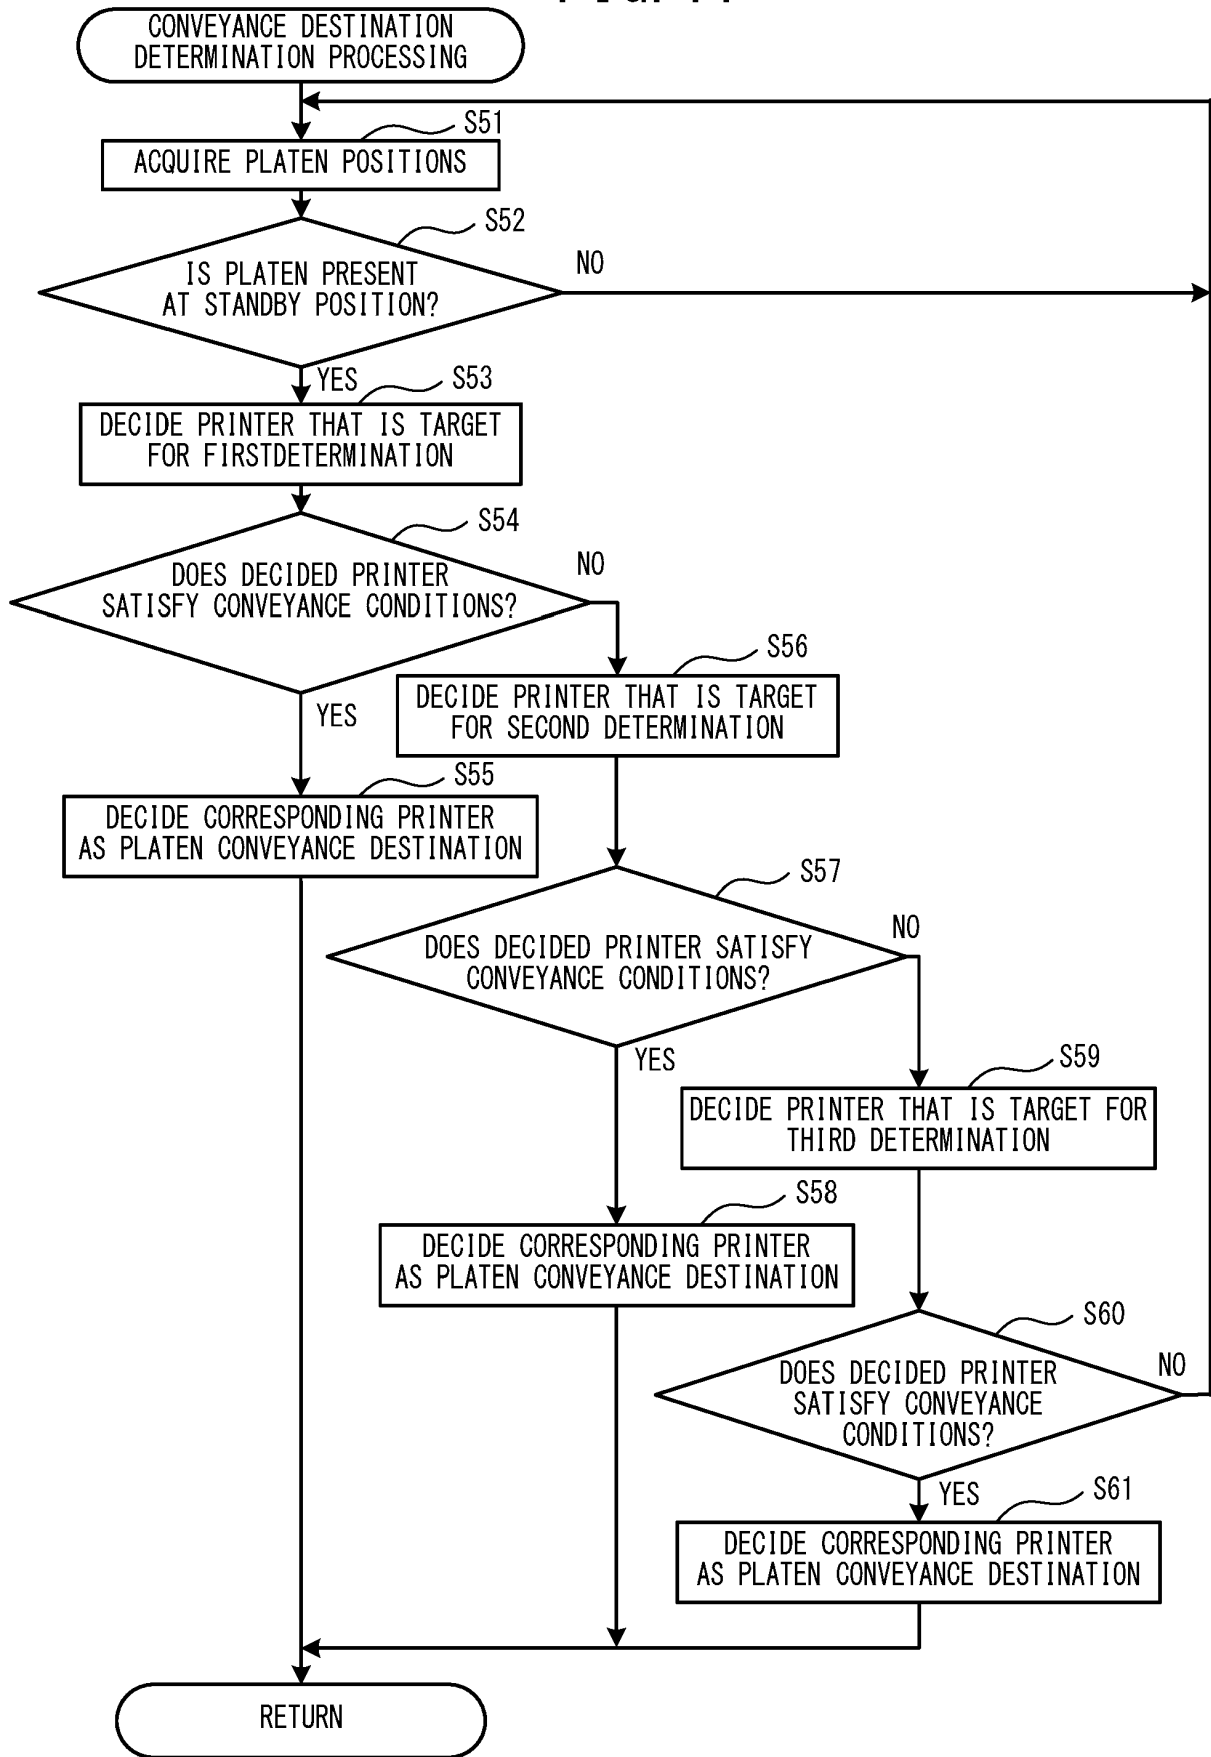 CONVEYANCE DESTINATION
DETERMINATION PROCESSING
S51
ACQUIRE PLATEN POSITIONS
S52
IS PLATEN PRESENT
AT STANDBY POSITION?
NO
YES
S53
DECIDE PRINTER THAT IS TARGET
FOR FIRSTDETERMINATION
S54
DOES DECIDED PRINTER
SATISFY CONVEYANCE CONDITIONS?
NO
YES
S56
DECIDE PRINTER THAT IS TARGET
FOR SECOND DETERMINATION
S55
DECIDE CORRESPONDING PRINTER
AS PLATEN CONVEYANCE DESTINATION
S57
DOES DECIDED PRINTER SATISFY
CONVEYANCE CONDITIONS?
NO
YES
S59
DECIDE PRINTER THAT IS TARGET FOR
THIRD DETERMINATION
S58
DECIDE CORRESPONDING PRINTER
AS PLATEN CONVEYANCE DESTINATION
S60
DOES DECIDED PRINTER
SATISFY CONVEYANCE
CONDITIONS?
NO
YES
S61
DECIDE CORRESPONDING PRINTER
AS PLATEN CONVEYANCE DESTINATION
RETURN